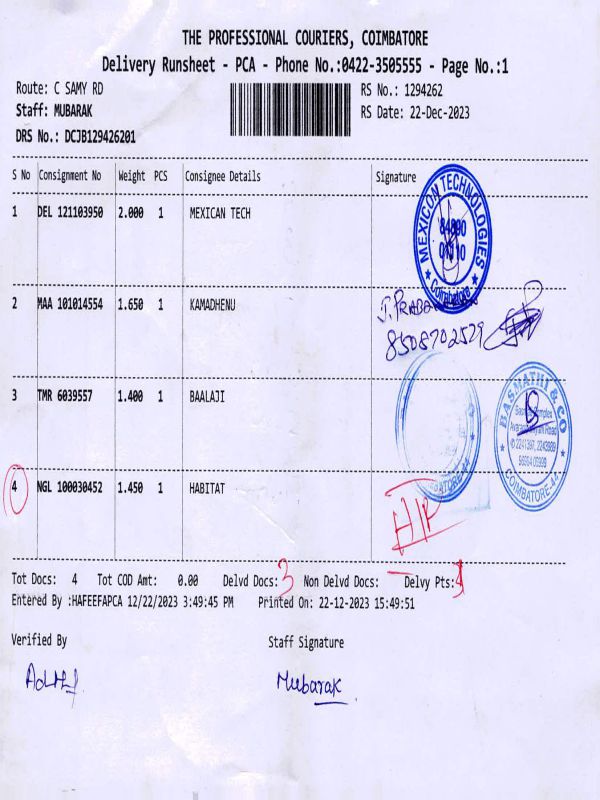 THE PROFESSIONAL COURIERS, COIMBATORE
Delivery Runsheet - PCA - Phone No.:0422-3505555 - Page No.:1
Route: C SAMY RD
RS No.: 1294262
Staff: MUBARAK
RS Date: 22-Dec-2023
DRS No.: DCJB129426201
S No Consignment No Weight PCS Consignee Details Signature
1 DEL 121103950 2.000 1 MEXICAN TECH
MEXICON TECHNOLOGIES
Coimbatore
2 MAA 101014554 1.650 1 KAMADHENU
8508702529
3 TMR 6039557 1.400 1 BAALAJI
BASMATHI & CO
COIMBATORE-44
4 NGL 100030452 1.450 1 HABITAT
Tot Docs: 4 Tot COD Amt: 0.00 Delvd Docs: 3 Non Delvd Docs: Delvy Pts:
Entered By :HAFEEFAPCA 12/22/2023 3:49:45 PM Printed On: 22-12-2023 15:49:51
Verified By Staff Signature
Mubarak